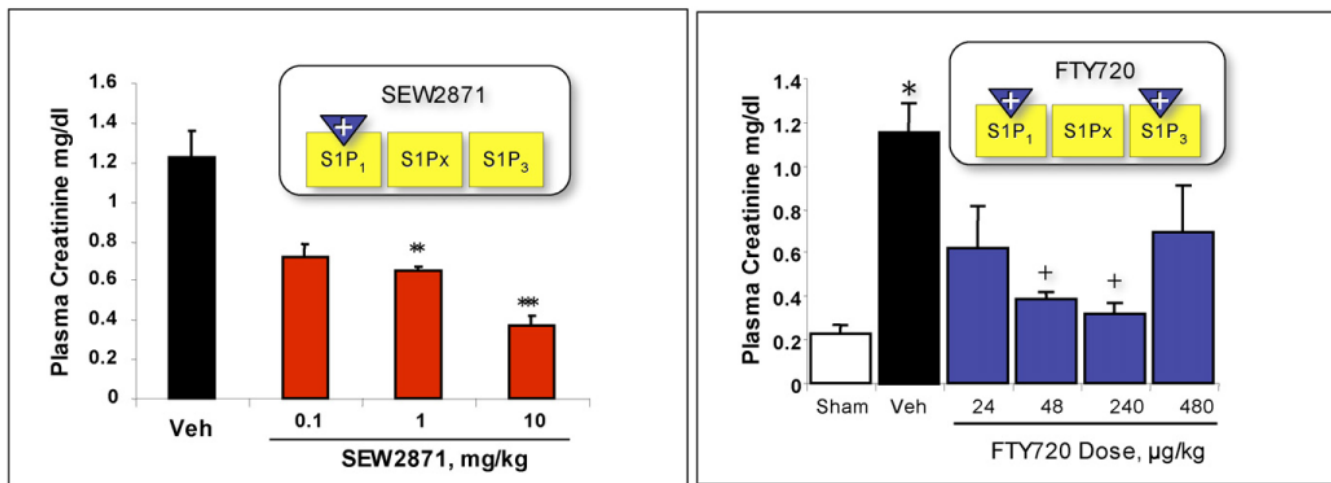 SEW2871
+
S1P₁ S1Px S1P₃
Plasma Creatinine mg/dl
1.6
1.4
1.2
1
0.8
0.6
0.4
0.2
0
**
***
Veh
0.1 1 10
SEW2871, mg/kg
FTY720
+ +
S1P₁ S1Px S1P₃
Plasma Creatinine mg/dl
1.4
1.2
1.0
0.8
0.6
0.4
0.2
0
*
+ +
Sham Veh 24 48 240 480
FTY720 Dose, µg/kg